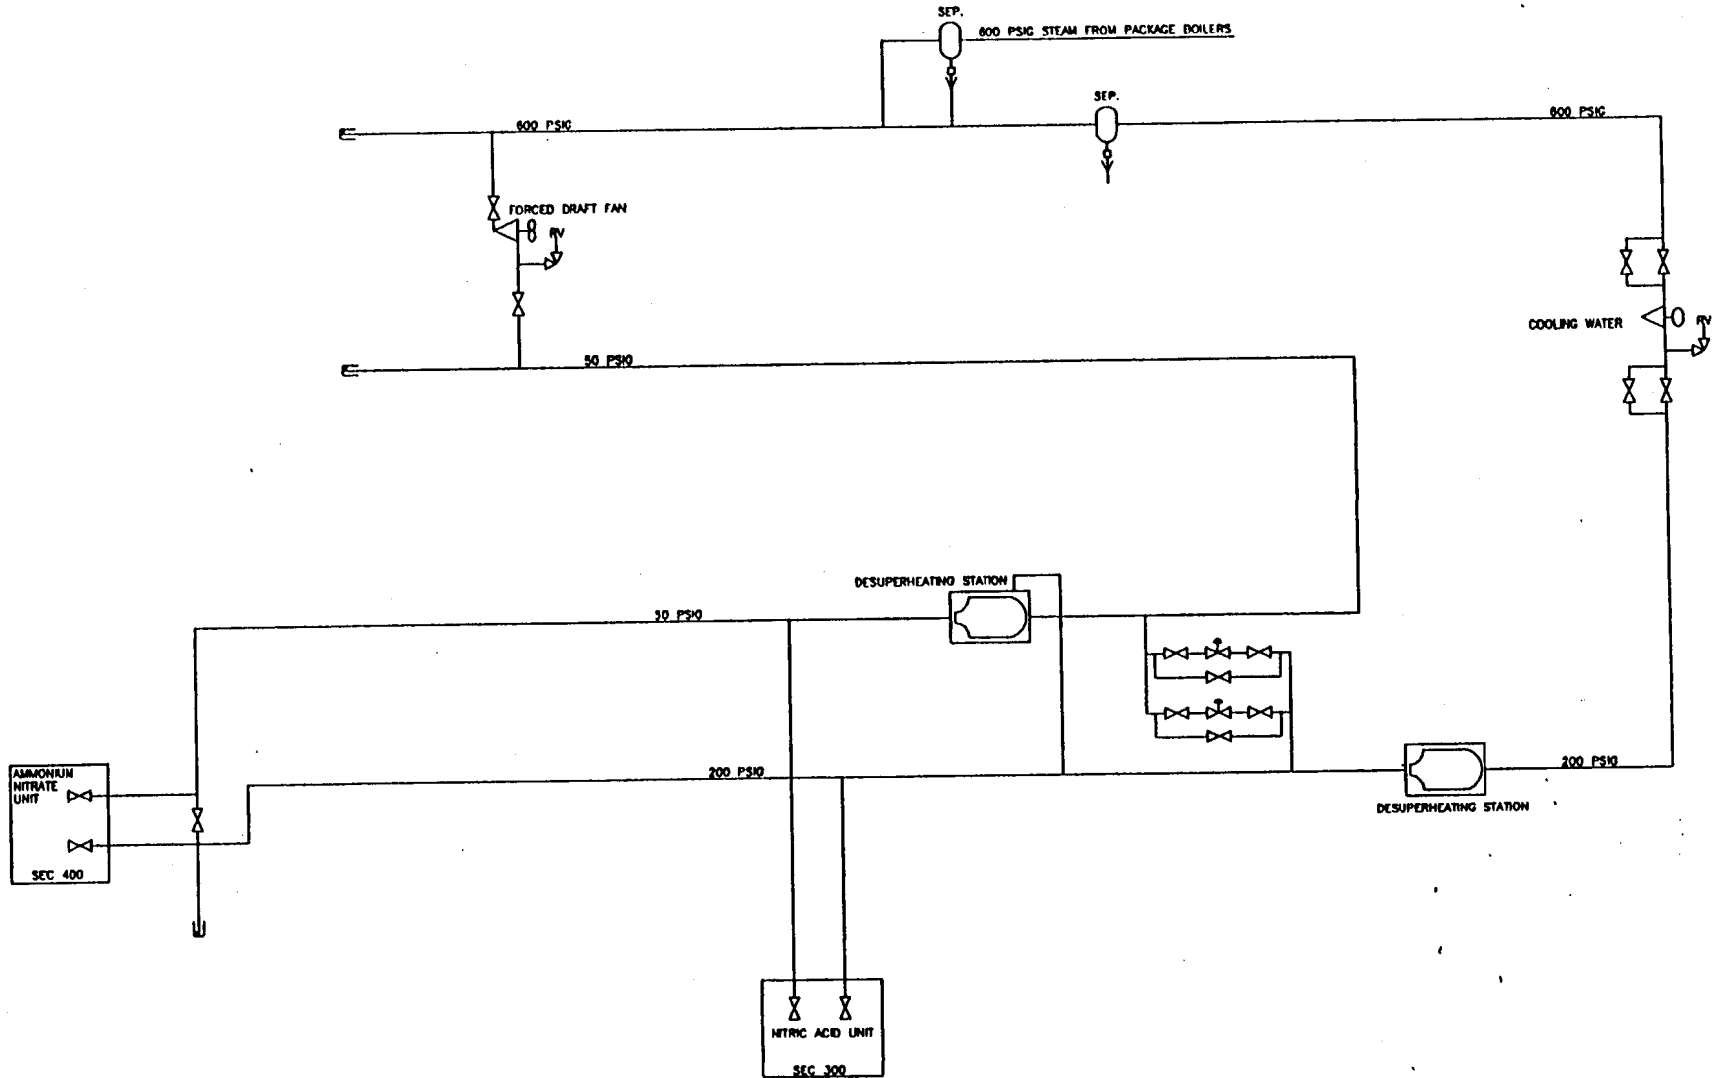 SEP.
600 PSIG STEAM FROM PACKAGE BOILERS
SEP.
600 PSIG
600 PSIG
FORCED DRAFT FAN
RV
COOLING WATER
RV
50 PSIG
DESUPERHEATING STATION
50 PSIG
200 PSIG
200 PSIG
DESUPERHEATING STATION
AMMONIUM
NITRATE
UNIT
SEC 400
NITRIC ACID UNIT
SEC 300